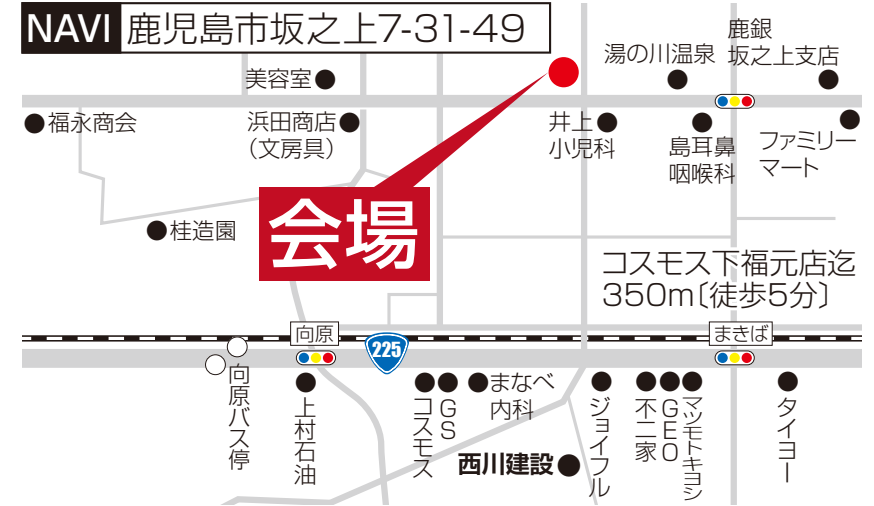 NAVI 鹿児島市坂之上7-31-49
鹿銀
坂之上支店
湯の川温泉
美容室
福永商会
浜田商店
（文房具）
井上
小児科
島耳鼻
咽喉科
ファミリー
マート
桂造園
会場
コスモス下福元店迄
350m〔徒歩5分〕
向原
225
まきば
向原バス停
上村石油
コスモス
GS
まなべ
内科
西川建設
ジョイフル
不二家
GEO
マツモトキヨシ
タイヨー